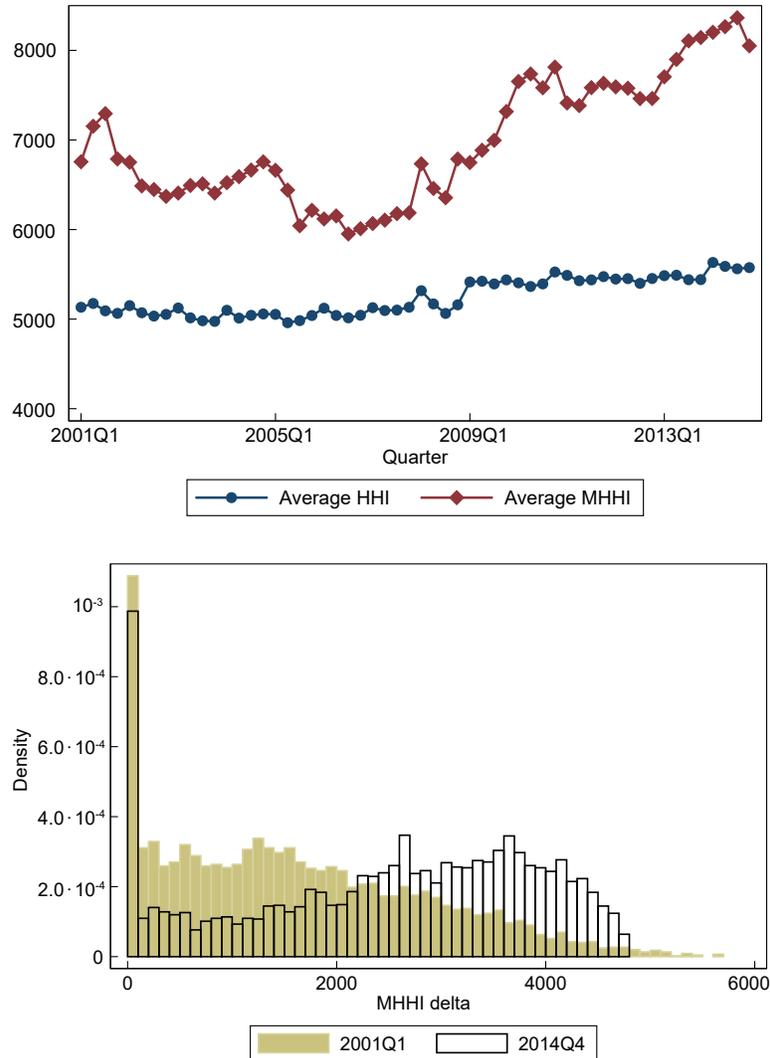 8000
7000
6000
5000
4000
2001Q1 2005Q1 2009Q1 2013Q1
Quarter
Average HHI Average MHHI
10⁻³
8.0 · 10⁻⁴
6.0 · 10⁻⁴
4.0 · 10⁻⁴
2.0 · 10⁻⁴
0
Density
0 2000 4000 6000
MHHI delta
2001Q1 2014Q4